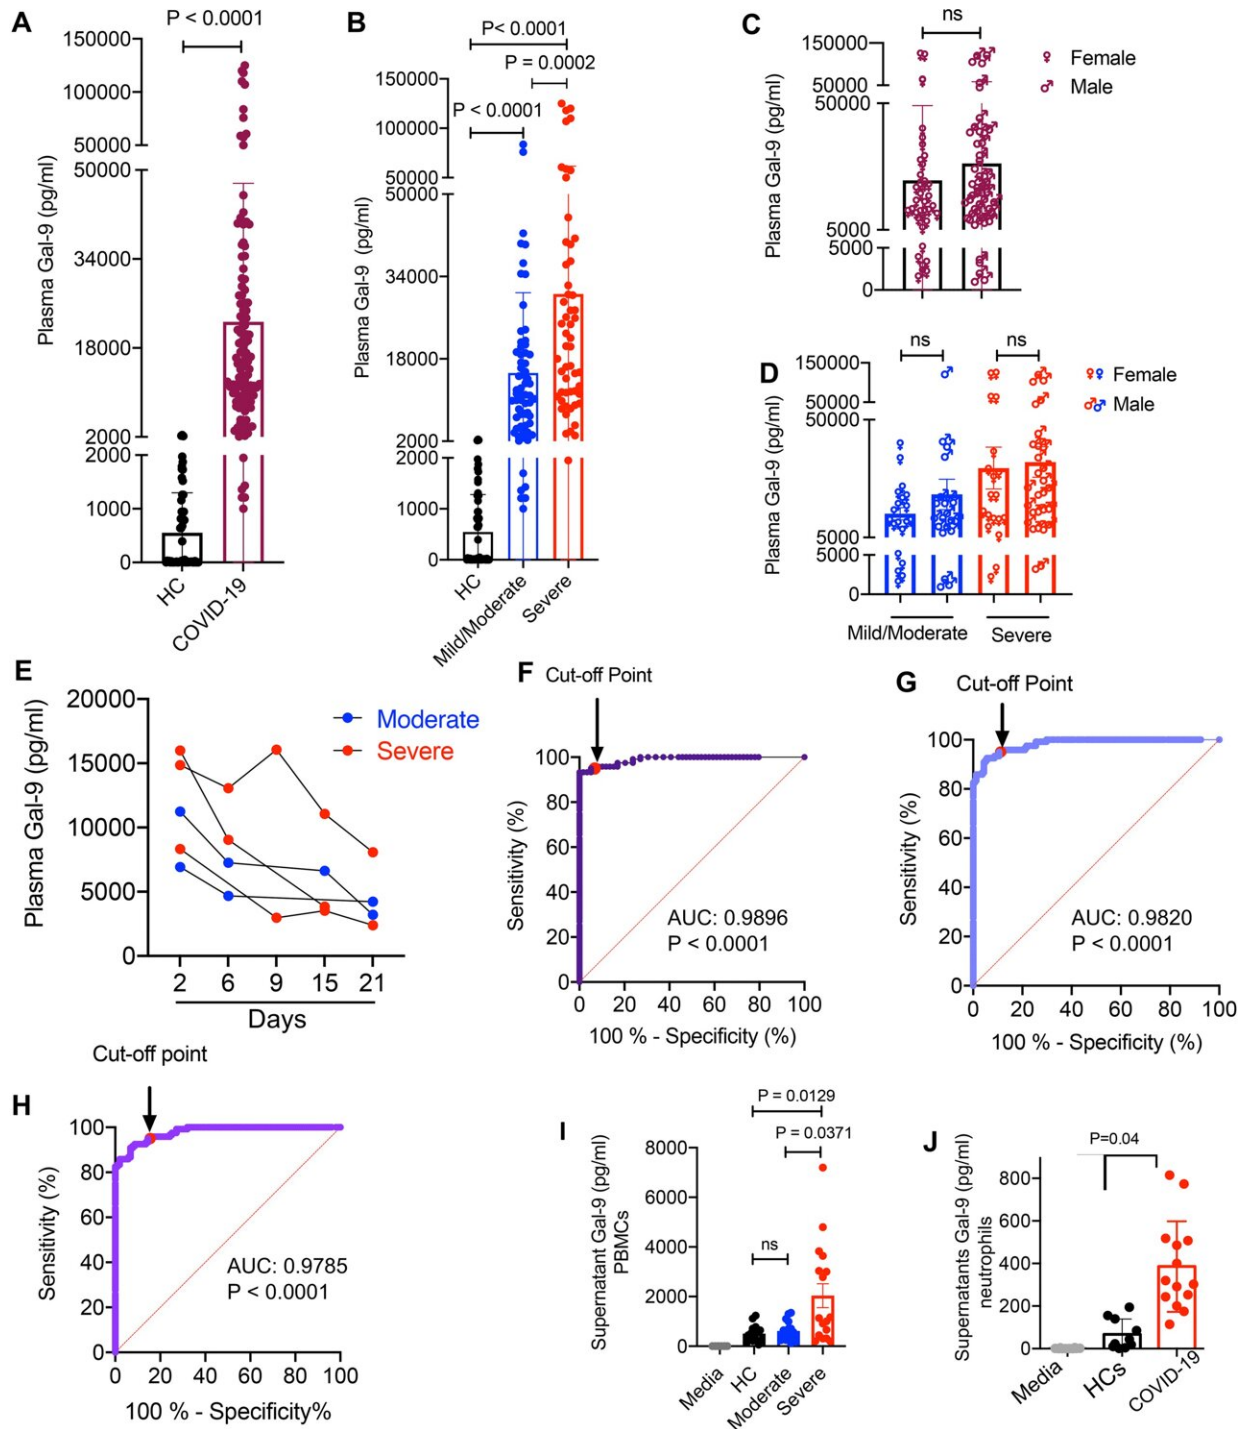 A
P < 0.0001
150000
100000
50000
50000
34000
18000
2000
2000
1000
0
Plasma Gal-9 (pg/ml)
HC
COVID-19
B
P< 0.0001
P = 0.0002
P < 0.0001
150000
100000
50000
50000
34000
18000
2000
2000
1000
0
Plasma Gal-9 (pg/ml)
HC
Mild/Moderate
Severe
C
ns
150000
50000
50000
5000
5000
0
Plasma Gal-9 (pg/ml)
♀ Female
♂ Male
D
ns
ns
150000
50000
50000
5000
5000
0
Plasma Gal-9 (pg/ml)
♀♀ Female
♂♂ Male
Mild/Moderate
Severe
E
20000
15000
10000
5000
0
Plasma Gal-9 (pg/ml)
Moderate
Severe
2 6 9 15 21
Days
F
Cut-off Point
100
80
60
40
20
0
Sensitivity (%)
AUC: 0.9896
P < 0.0001
0 20 40 60 80 100
100 % - Specificity (%)
G
Cut-off Point
100
80
60
40
20
0
Sensitivity (%)
AUC: 0.9820
P < 0.0001
0 20 40 60 80 100
100 % - Specificity (%)
H
Cut-off point
100
80
60
40
20
0
Sensitivity (%)
AUC: 0.9785
P < 0.0001
0 20 40 60 80 100
100 % - Specificity%
I
P = 0.0129
P = 0.0371
ns
8000
6000
4000
2000
0
Supernatant Gal-9 (pg/ml)
PBMCs
Media
HC
Moderate
Severe
J
P=0.04
800
600
400
200
0
Supernatants Gal-9 (pg/ml)
neutrophils
Media
HCs
COVID-19